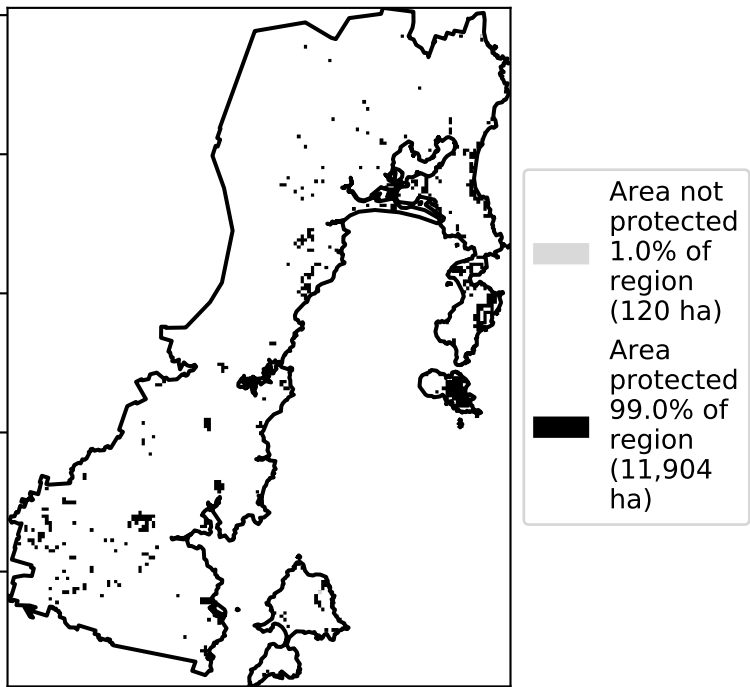 Area not
protected
1.0% of
region
(120 ha)
Area
protected
99.0% of
region
(11,904
ha)